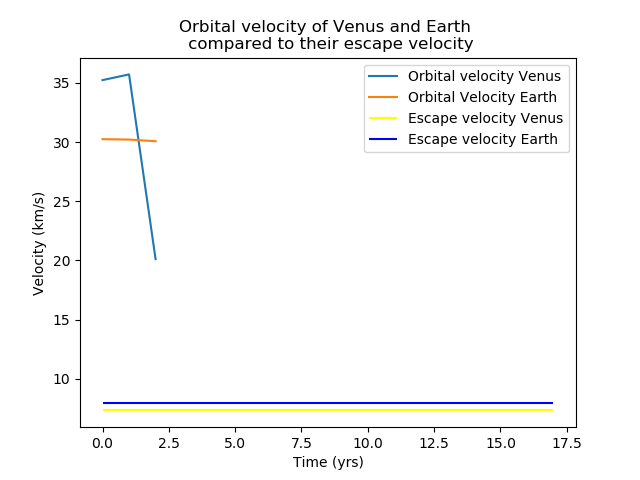 Orbital velocity of Venus and Earth
compared to their escape velocity
Orbital velocity Venus
Orbital Velocity Earth
Escape velocity Venus
Escape velocity Earth
Velocity (km/s)
35
30
25
20
15
10
0.0 2.5 5.0 7.5 10.0 12.5 15.0 17.5
Time (yrs)